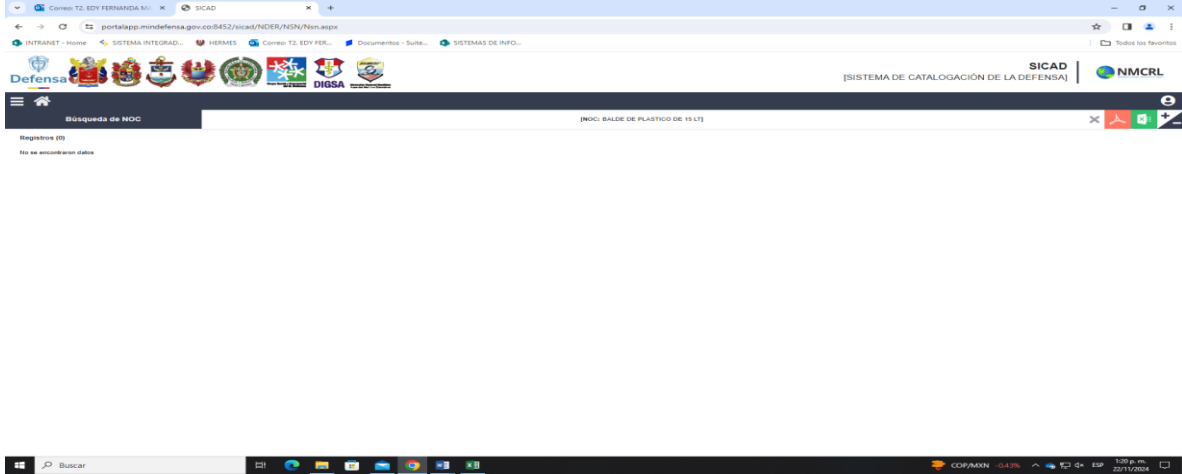 Correo: T2. EDY FERNANDA MA
SICAD
portalapp.mindefensa.gov.co:8452/sicad/NDER/NSN/Nsn.aspx
INTRANET - Home
SISTEMA INTEGRAD...
HERMES
Correo: T2. EDY FER...
Documentos - Suite...
SISTEMAS DE INFO...
Todos los favoritos
Defensa
DIGSA
SICAD
[SISTEMA DE CATALOGACIÓN DE LA DEFENSA]
NMCRL
Búsqueda de NOC
[NOC: BALDE DE PLASTICO DE 15 LT]
Registros (0)
No se encontraron datos
Buscar
COP/MXN -0.43%
ESP
1:20 p. m.
22/11/2024